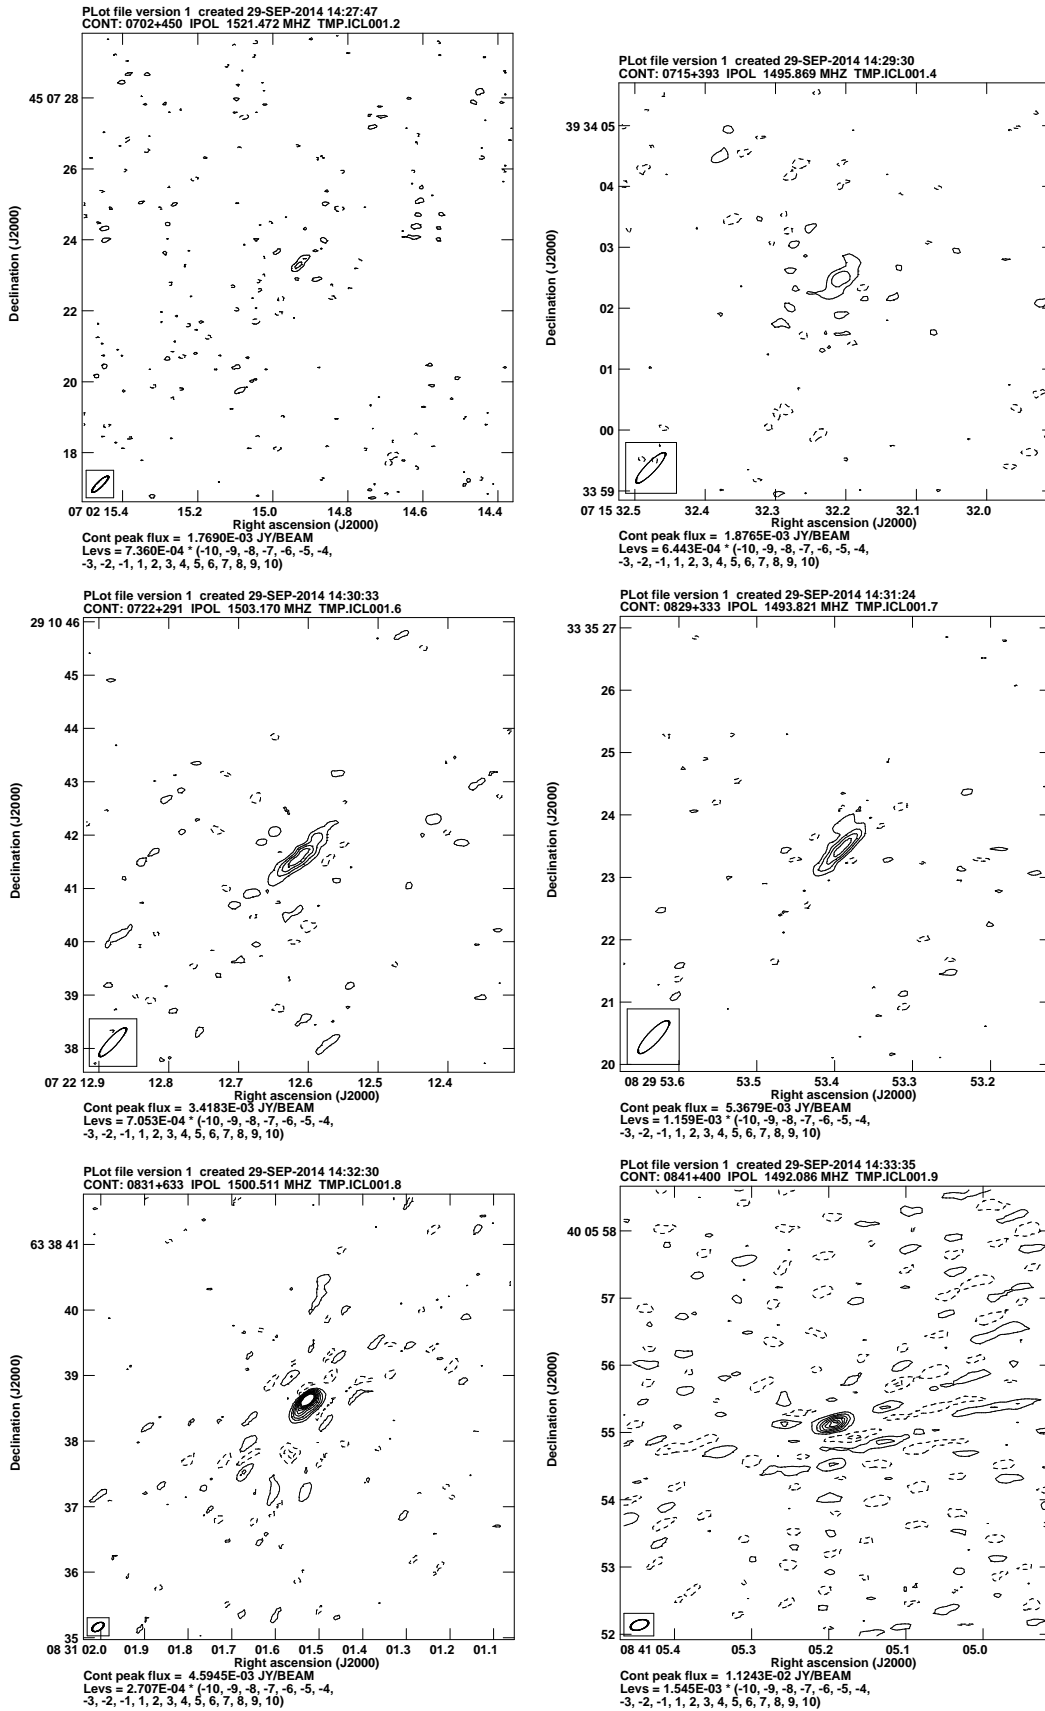 PLot file version 1 created 29-SEP-2014 14:27:47
CONT: 0702+450 IPOL 1521.472 MHZ TMP.ICL001.2
Declination (J2000)
45 07 28
26
24
22
20
18
07 02 15.4
15.2
15.0
14.8
14.6
14.4
Right ascension (J2000)
Cont peak flux = 1.7690E-03 JY/BEAM
Levs = 7.360E-04 * (-10, -9, -8, -7, -6, -5, -4,
-3, -2, -1, 1, 2, 3, 4, 5, 6, 7, 8, 9, 10)
PLot file version 1 created 29-SEP-2014 14:29:30
CONT: 0715+393 IPOL 1495.869 MHZ TMP.ICL001.4
Declination (J2000)
39 34 05
04
03
02
01
00
33 59
07 15 32.5
32.4
32.3
32.2
32.1
32.0
Right ascension (J2000)
Cont peak flux = 1.8765E-03 JY/BEAM
Levs = 6.443E-04 * (-10, -9, -8, -7, -6, -5, -4,
-3, -2, -1, 1, 2, 3, 4, 5, 6, 7, 8, 9, 10)
PLot file version 1 created 29-SEP-2014 14:30:33
CONT: 0722+291 IPOL 1503.170 MHZ TMP.ICL001.6
Declination (J2000)
29 10 46
45
44
43
42
41
40
39
38
07 22 12.9
12.8
12.7
12.6
12.5
12.4
Right ascension (J2000)
Cont peak flux = 3.4183E-03 JY/BEAM
Levs = 7.053E-04 * (-10, -9, -8, -7, -6, -5, -4,
-3, -2, -1, 1, 2, 3, 4, 5, 6, 7, 8, 9, 10)
PLot file version 1 created 29-SEP-2014 14:31:24
CONT: 0829+333 IPOL 1493.821 MHZ TMP.ICL001.7
Declination (J2000)
33 35 27
26
25
24
23
22
21
20
08 29 53.6
53.5
53.4
53.3
53.2
Right ascension (J2000)
Cont peak flux = 5.3679E-03 JY/BEAM
Levs = 1.159E-03 * (-10, -9, -8, -7, -6, -5, -4,
-3, -2, -1, 1, 2, 3, 4, 5, 6, 7, 8, 9, 10)
PLot file version 1 created 29-SEP-2014 14:32:30
CONT: 0831+633 IPOL 1500.511 MHZ TMP.ICL001.8
Declination (J2000)
63 38 41
40
39
38
37
36
35
08 31 02.0
01.9
01.8
01.7
01.6
01.5
01.4
01.3
01.2
01.1
Right ascension (J2000)
Cont peak flux = 4.5945E-03 JY/BEAM
Levs = 2.707E-04 * (-10, -9, -8, -7, -6, -5, -4,
-3, -2, -1, 1, 2, 3, 4, 5, 6, 7, 8, 9, 10)
PLot file version 1 created 29-SEP-2014 14:33:35
CONT: 0841+400 IPOL 1492.086 MHZ TMP.ICL001.9
Declination (J2000)
40 05 58
57
56
55
54
53
52
08 41 05.4
05.3
05.2
05.1
05.0
Right ascension (J2000)
Cont peak flux = 1.1243E-02 JY/BEAM
Levs = 1.545E-03 * (-10, -9, -8, -7, -6, -5, -4,
-3, -2, -1, 1, 2, 3, 4, 5, 6, 7, 8, 9, 10)